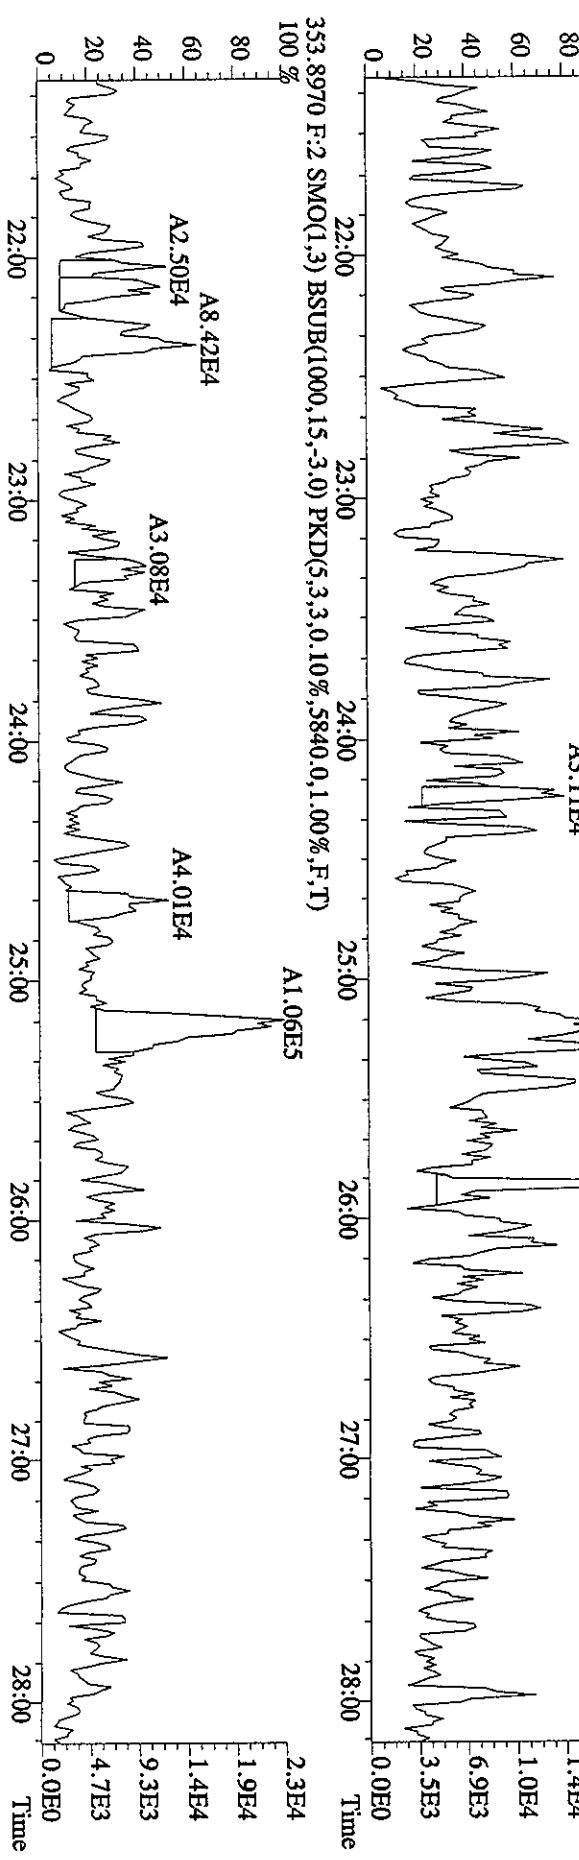 80
60
40
20
0
A3.11E4
22:00
23:00
24:00
25:00
26:00
27:00
28:00
1.4E4
1.0E4
6.9E3
3.5E3
0.0E0
Time
353.8970 F:2 SMO(1,3) BSUB(1000,15,-3.0) PKD(5,3,3,0.10%,5840.0,1.00%,F,T)
100 %
80
60
40
20
0
A2.50E4
A8.42E4
A3.08E4
A4.01E4
A1.06E5
22:00
23:00
24:00
25:00
26:00
27:00
28:00
2.3E4
1.9E4
1.4E4
9.3E3
4.7E3
0.0E0
Time